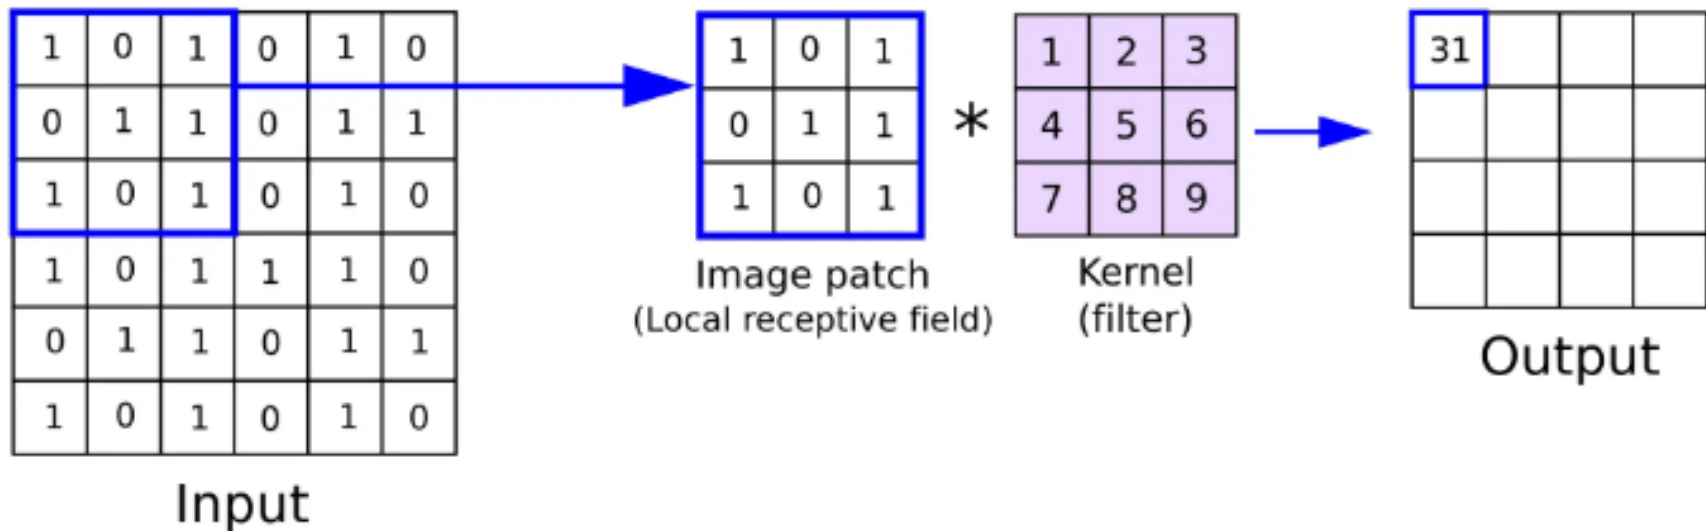 1 0 1 0 1 0
0 1 1 0 1 1
1 0 1 0 1 0
1 0 1 1 1 0
0 1 1 0 1 1
1 0 1 0 1 0
Input
1 0 1
0 1 1
1 0 1
Image patch
(Local receptive field)
*
1 2 3
4 5 6
7 8 9
Kernel
(filter)
31
Output